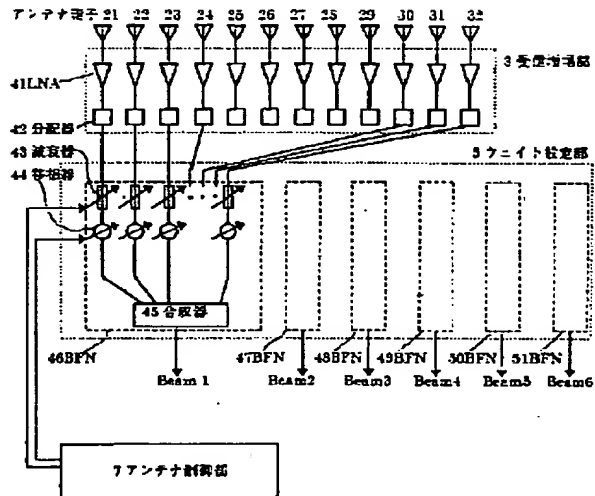 アンテナ素子 21 22 23 24 25 26 27 28 29 30 31 32
3 受信増幅部
41LNA
42 分配器
43 減衰器
5 ウェイト設定部
44 移相器
45 合成器
46BFN 47BFN 48BFN 49BFN 50BFN 51BFN
Beam1 Beam2 Beam3 Beam4 Beam5 Beam6
7 アンテナ制御部